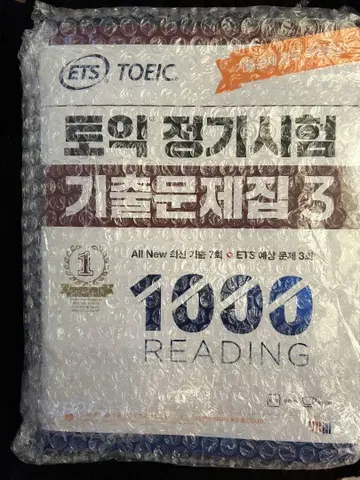 ETS TOEIC
토익 정기시험
기출문제집 3
All New 최신 기출 7회 ETS 예상 문제 3회
1
1000
READING